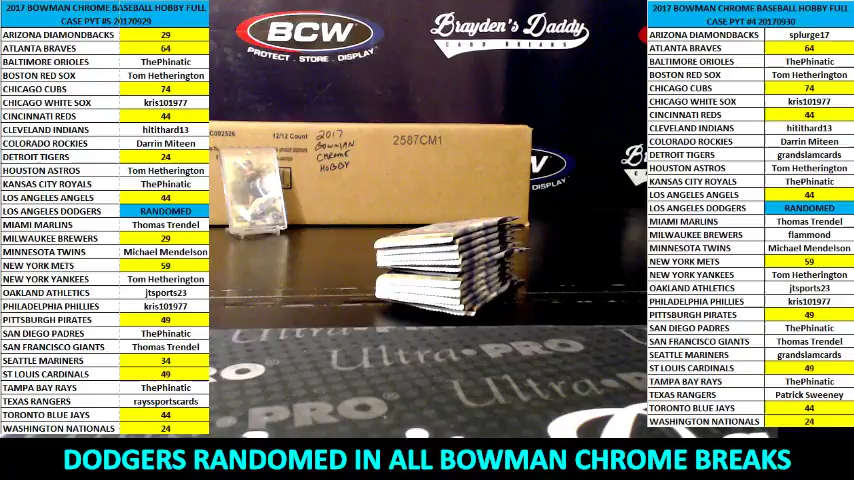 2017 BOWMAN CHROME BASEBALL HOBBY FULL
CASE PYT #5 20170929
ARIZONA DIAMONDBACKS 29
ATLANTA BRAVES 64
BALTIMORE ORIOLES ThePhinatic
BOSTON RED SOX Tom Hetherington
CHICAGO CUBS 74
CHICAGO WHITE SOX kris101977
CINCINNATI REDS 44
CLEVELAND INDIANS hitithard13
COLORADO ROCKIES Darrin Miteen
DETROIT TIGERS 24
HOUSTON ASTROS Tom Hetherington
KANSAS CITY ROYALS ThePhinatic
LOS ANGELES ANGELS 44
LOS ANGELES DODGERS RANDOMED
MIAMI MARLINS Thomas Trendel
MILWAUKEE BREWERS 29
MINNESOTA TWINS Michael Mendelson
NEW YORK METS 59
NEW YORK YANKEES Tom Hetherington
OAKLAND ATHLETICS jtsports23
PHILADELPHIA PHILLIES kris101977
PITTSBURGH PIRATES 49
SAN DIEGO PADRES ThePhinatic
SAN FRANCISCO GIANTS Thomas Trendel
SEATTLE MARINERS 34
ST LOUIS CARDINALS 49
TAMPA BAY RAYS ThePhinatic
TEXAS RANGERS rayssportscards
TORONTO BLUE JAYS 44
WASHINGTON NATIONALS 24
BCW
PROTECT . STORE . DISPLAY
Brayden's Daddy
CARD BREAKS
12/12 Count
2017
BOWMAN
CHROME
HOBBY
2587CM1
BCW
DISPLAY
Ultra PRO
Ultra PRO
PRO
2017 BOWMAN CHROME BASEBALL HOBBY FULL
CASE PYT #4 20170930
ARIZONA DIAMONDBACKS splurge17
ATLANTA BRAVES 64
BALTIMORE ORIOLES ThePhinatic
BOSTON RED SOX Tom Hetherington
CHICAGO CUBS 74
CHICAGO WHITE SOX kris101977
CINCINNATI REDS 44
CLEVELAND INDIANS hitithard13
COLORADO ROCKIES Darrin Miteen
DETROIT TIGERS grandslamcards
HOUSTON ASTROS Tom Hetherington
KANSAS CITY ROYALS ThePhinatic
LOS ANGELES ANGELS 44
LOS ANGELES DODGERS RANDOMED
MIAMI MARLINS Thomas Trendel
MILWAUKEE BREWERS flammond
MINNESOTA TWINS Michael Mendelson
NEW YORK METS 59
NEW YORK YANKEES Tom Hetherington
OAKLAND ATHLETICS jtsports23
PHILADELPHIA PHILLIES kris101977
PITTSBURGH PIRATES 49
SAN DIEGO PADRES ThePhinatic
SAN FRANCISCO GIANTS Thomas Trendel
SEATTLE MARINERS grandslamcards
ST LOUIS CARDINALS 49
TAMPA BAY RAYS ThePhinatic
TEXAS RANGERS Patrick Sweeney
TORONTO BLUE JAYS 44
WASHINGTON NATIONALS 24
DODGERS RANDOMED IN ALL BOWMAN CHROME BREAKS